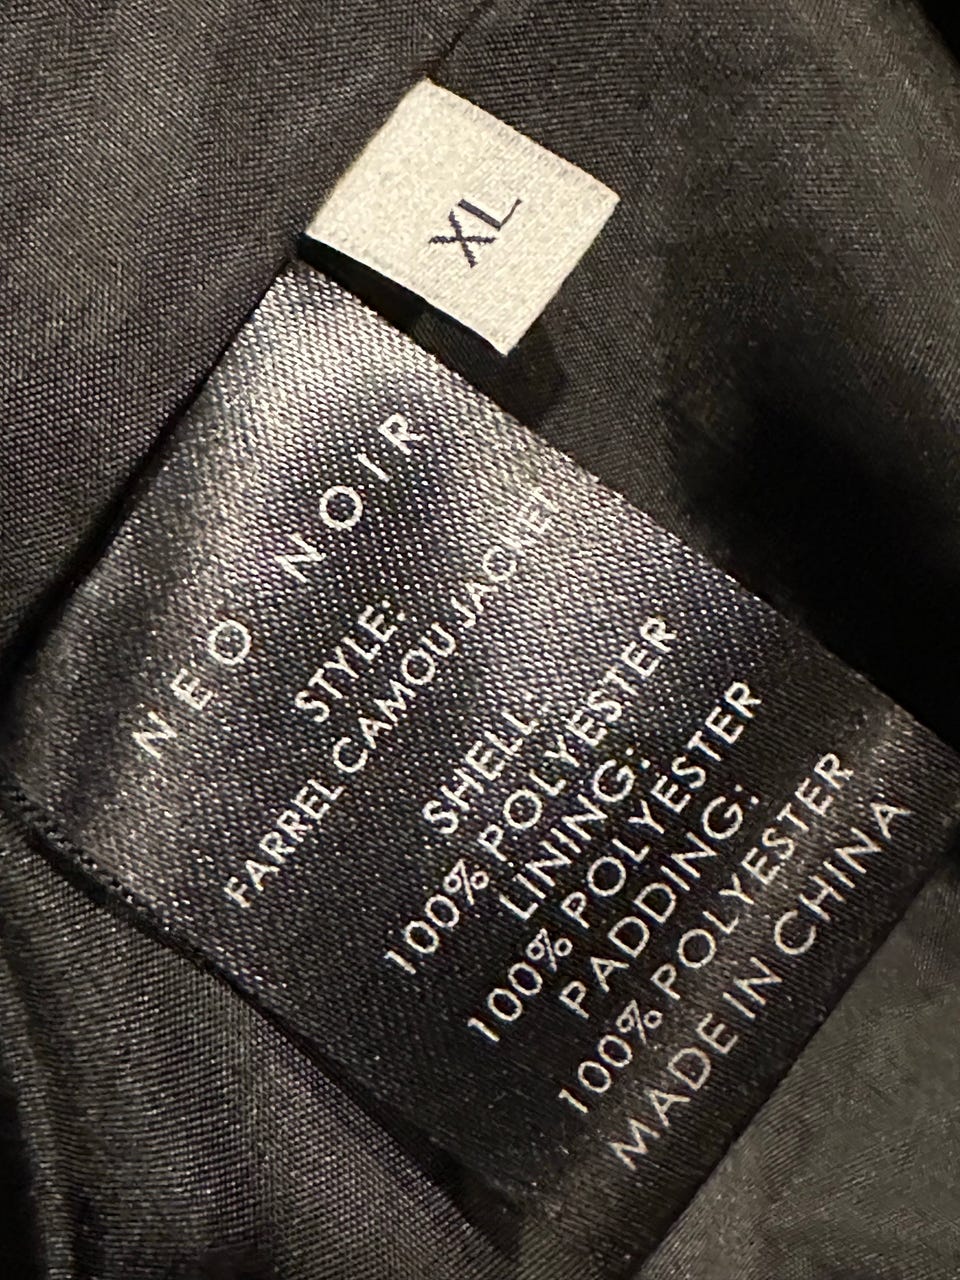 XL
NEO NOIR
STYLE:
FARREL CAMOU JACKET
SHELL:
100% POLYESTER
LINING:
100% POLYESTER
PADDING:
100% POLYESTER
MADE IN CHINA